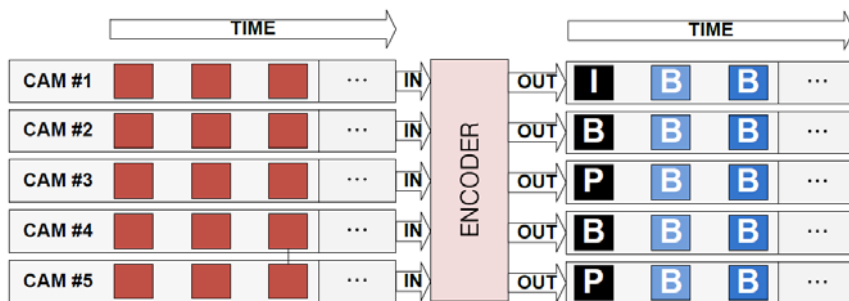 TIME TIME
CAM #1 ... IN OUT I B B ...
CAM #2 ... IN OUT B B B ...
CAM #3 ... IN ENCODER OUT P B B ...
CAM #4 ... IN OUT B B B ...
CAM #5 ... IN OUT P B B ...